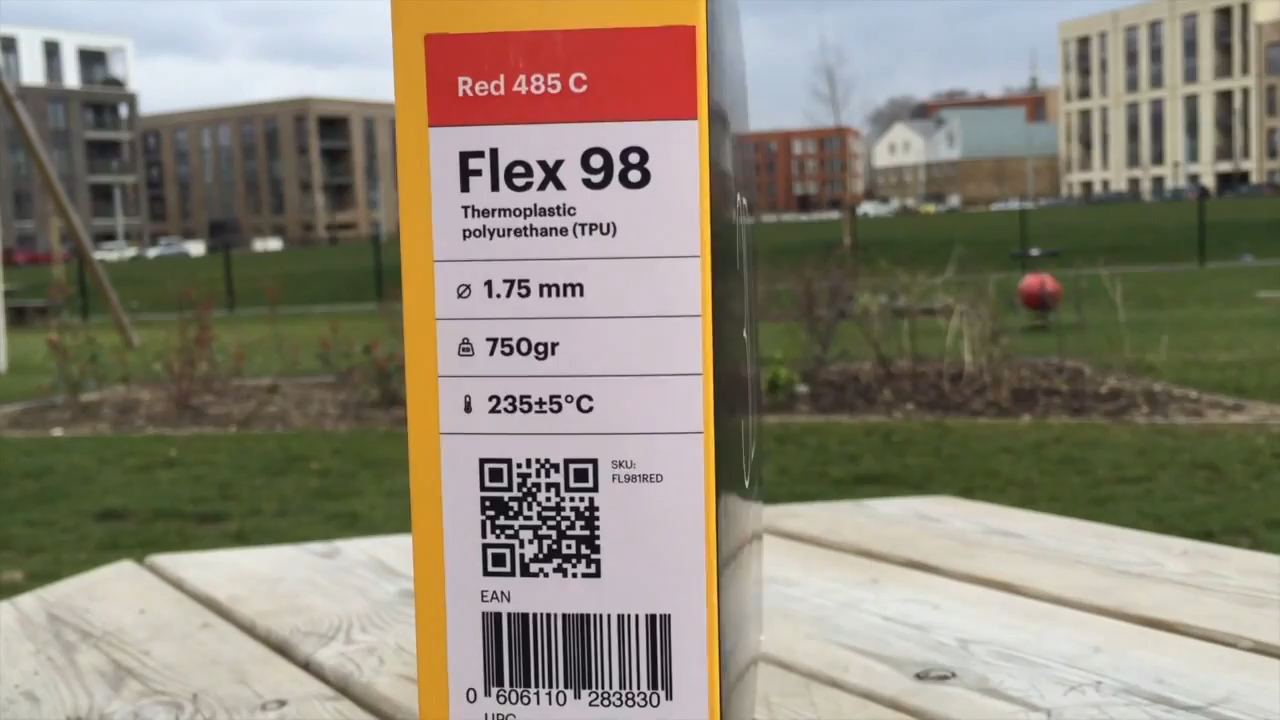 Red 485 C
Flex 98
Thermoplastic
polyurethane (TPU)
1.75 mm
750gr
235±5°C
SKU:
FL981RED
EAN
0 606110 283830
UPC